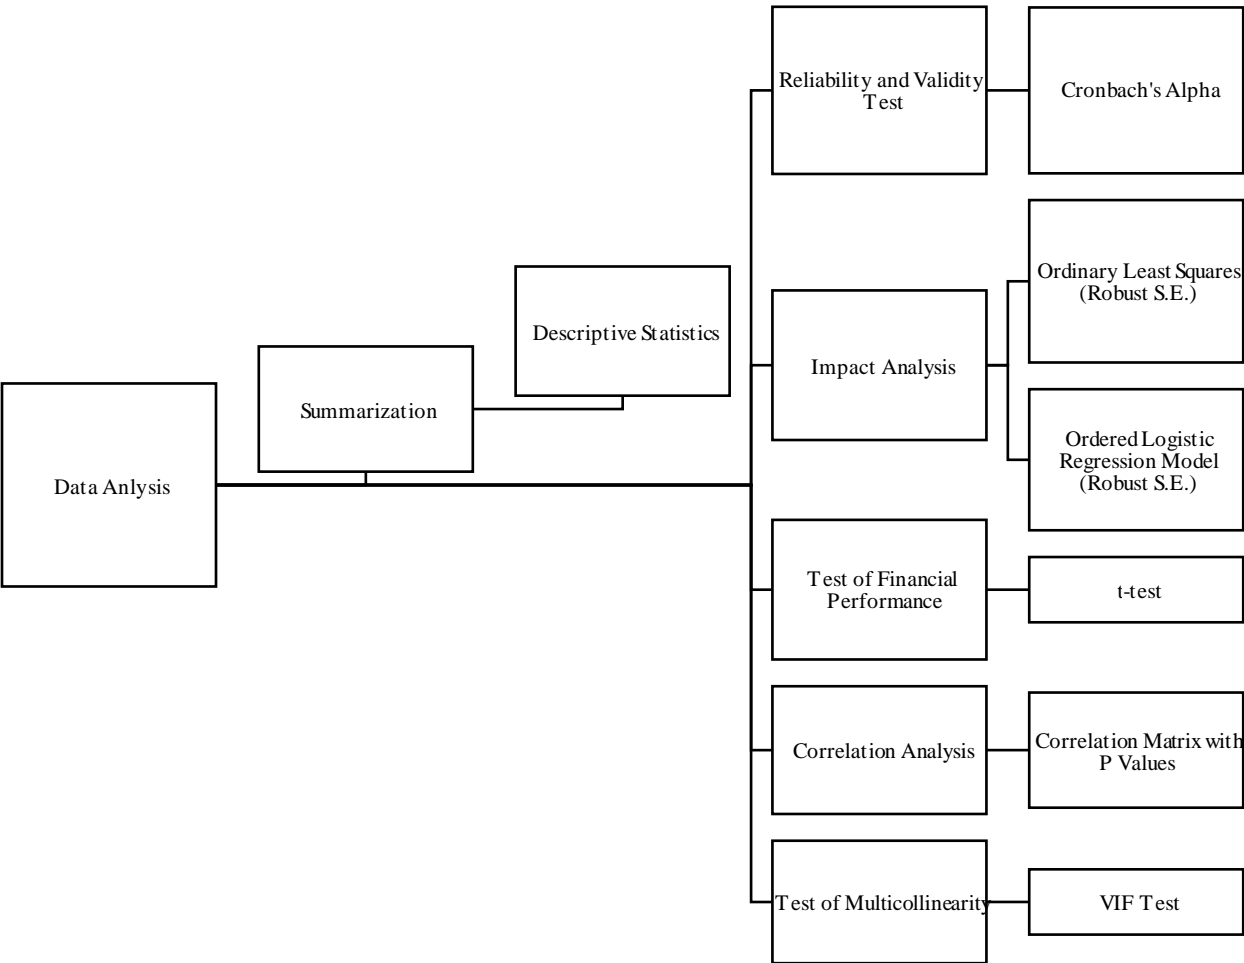 Data Anlysis
Summarization
Descriptive Statistics
Reliability and Validity
Test
Cronbach's Alpha
Impact Analysis
Ordinary Least Squares
(Robust S.E.)
Ordered Logistic
Regression Model
(Robust S.E.)
Test of Financial
Performance
t-test
Correlation Analysis
Correlation Matrix with
P Values
Test of Multicollinearity
VIF Test